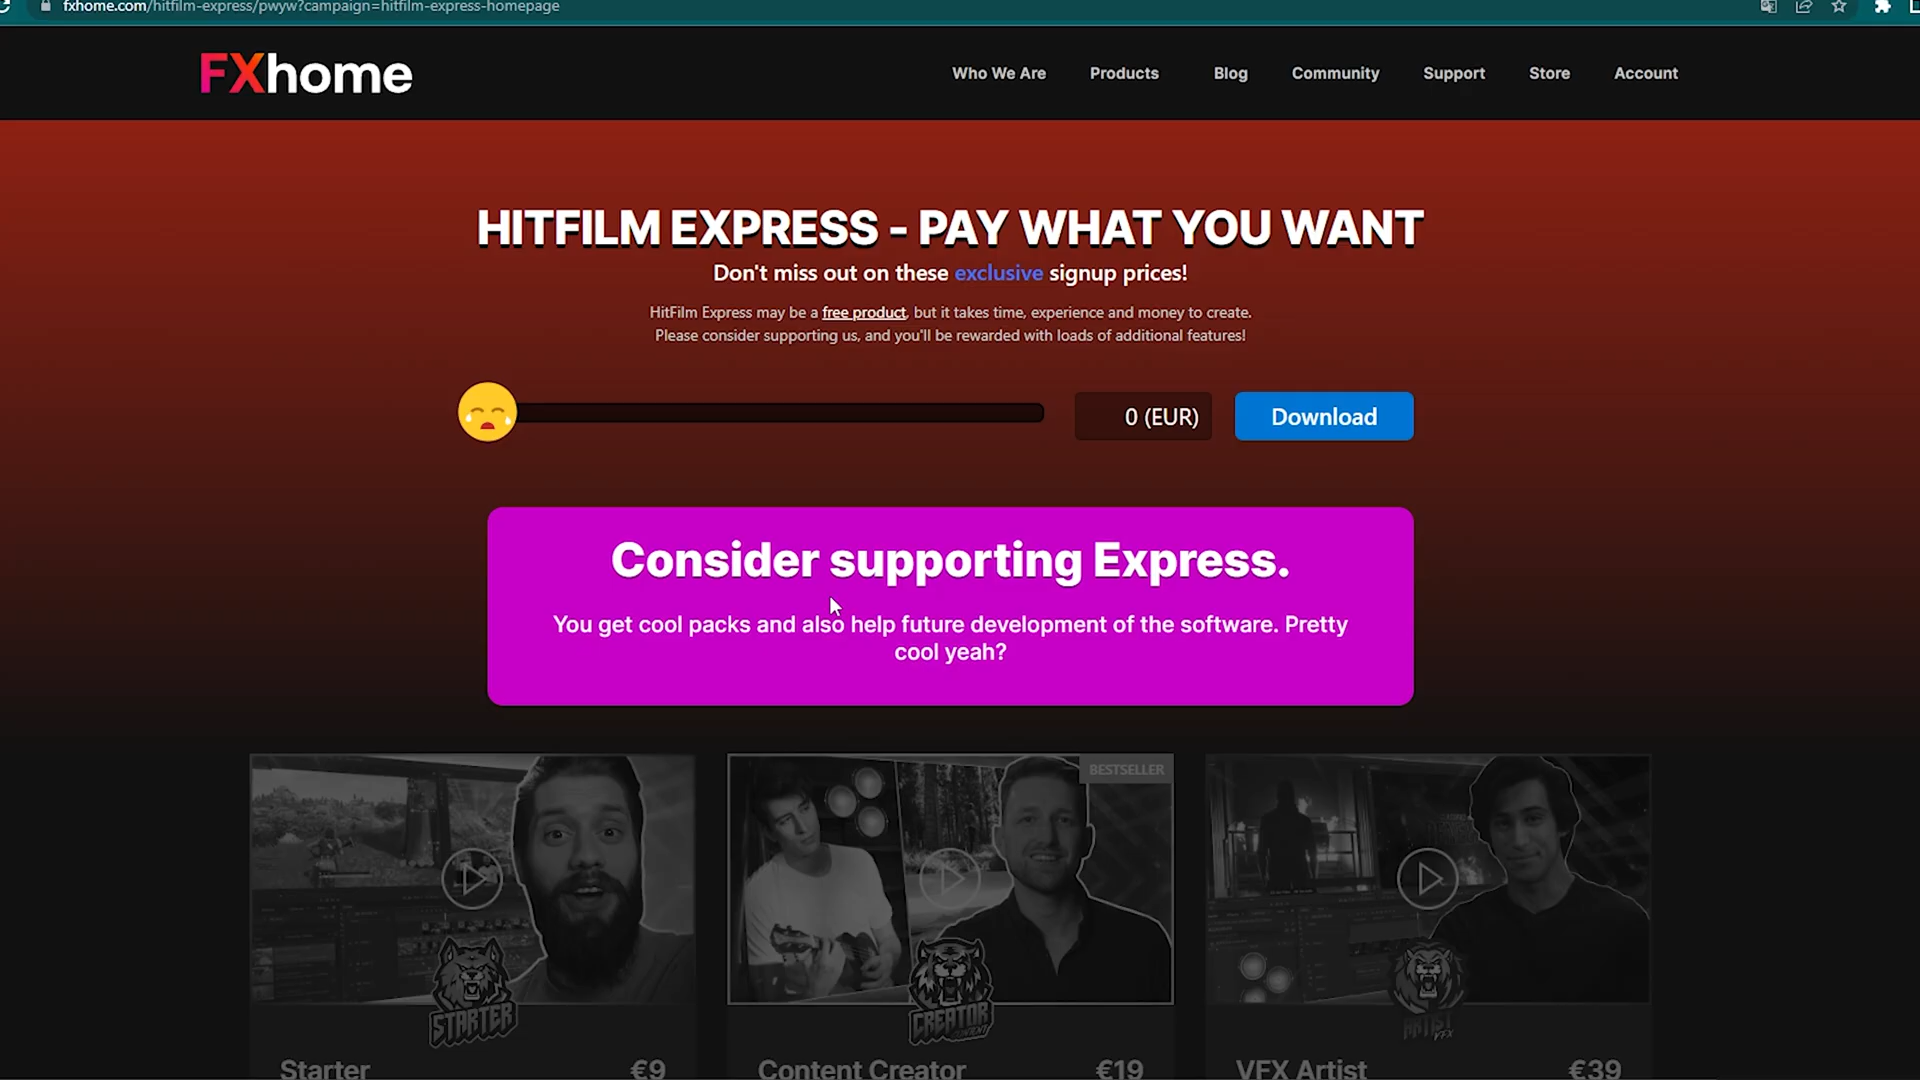 fxhome.com/hitfilm-express/pwyw?campaign=hitfilm-express-homepage
FXhome
Who We Are
Products
Blog
Community
Support
Store
Account
HITFILM EXPRESS - PAY WHAT YOU WANT
Don't miss out on these exclusive signup prices!
HitFilm Express may be a free product, but it takes time, experience and money to create.
Please consider supporting us, and you'll be rewarded with loads of additional features!
0 (EUR)
Download
Consider supporting Express.
You get cool packs and also help future development of the software. Pretty
cool yeah?
BESTSELLER
STARTER
CREATOR
CONTENT
ARTIST
VFX
Starter
€9
Content Creator
€19
VFX Artist
€39